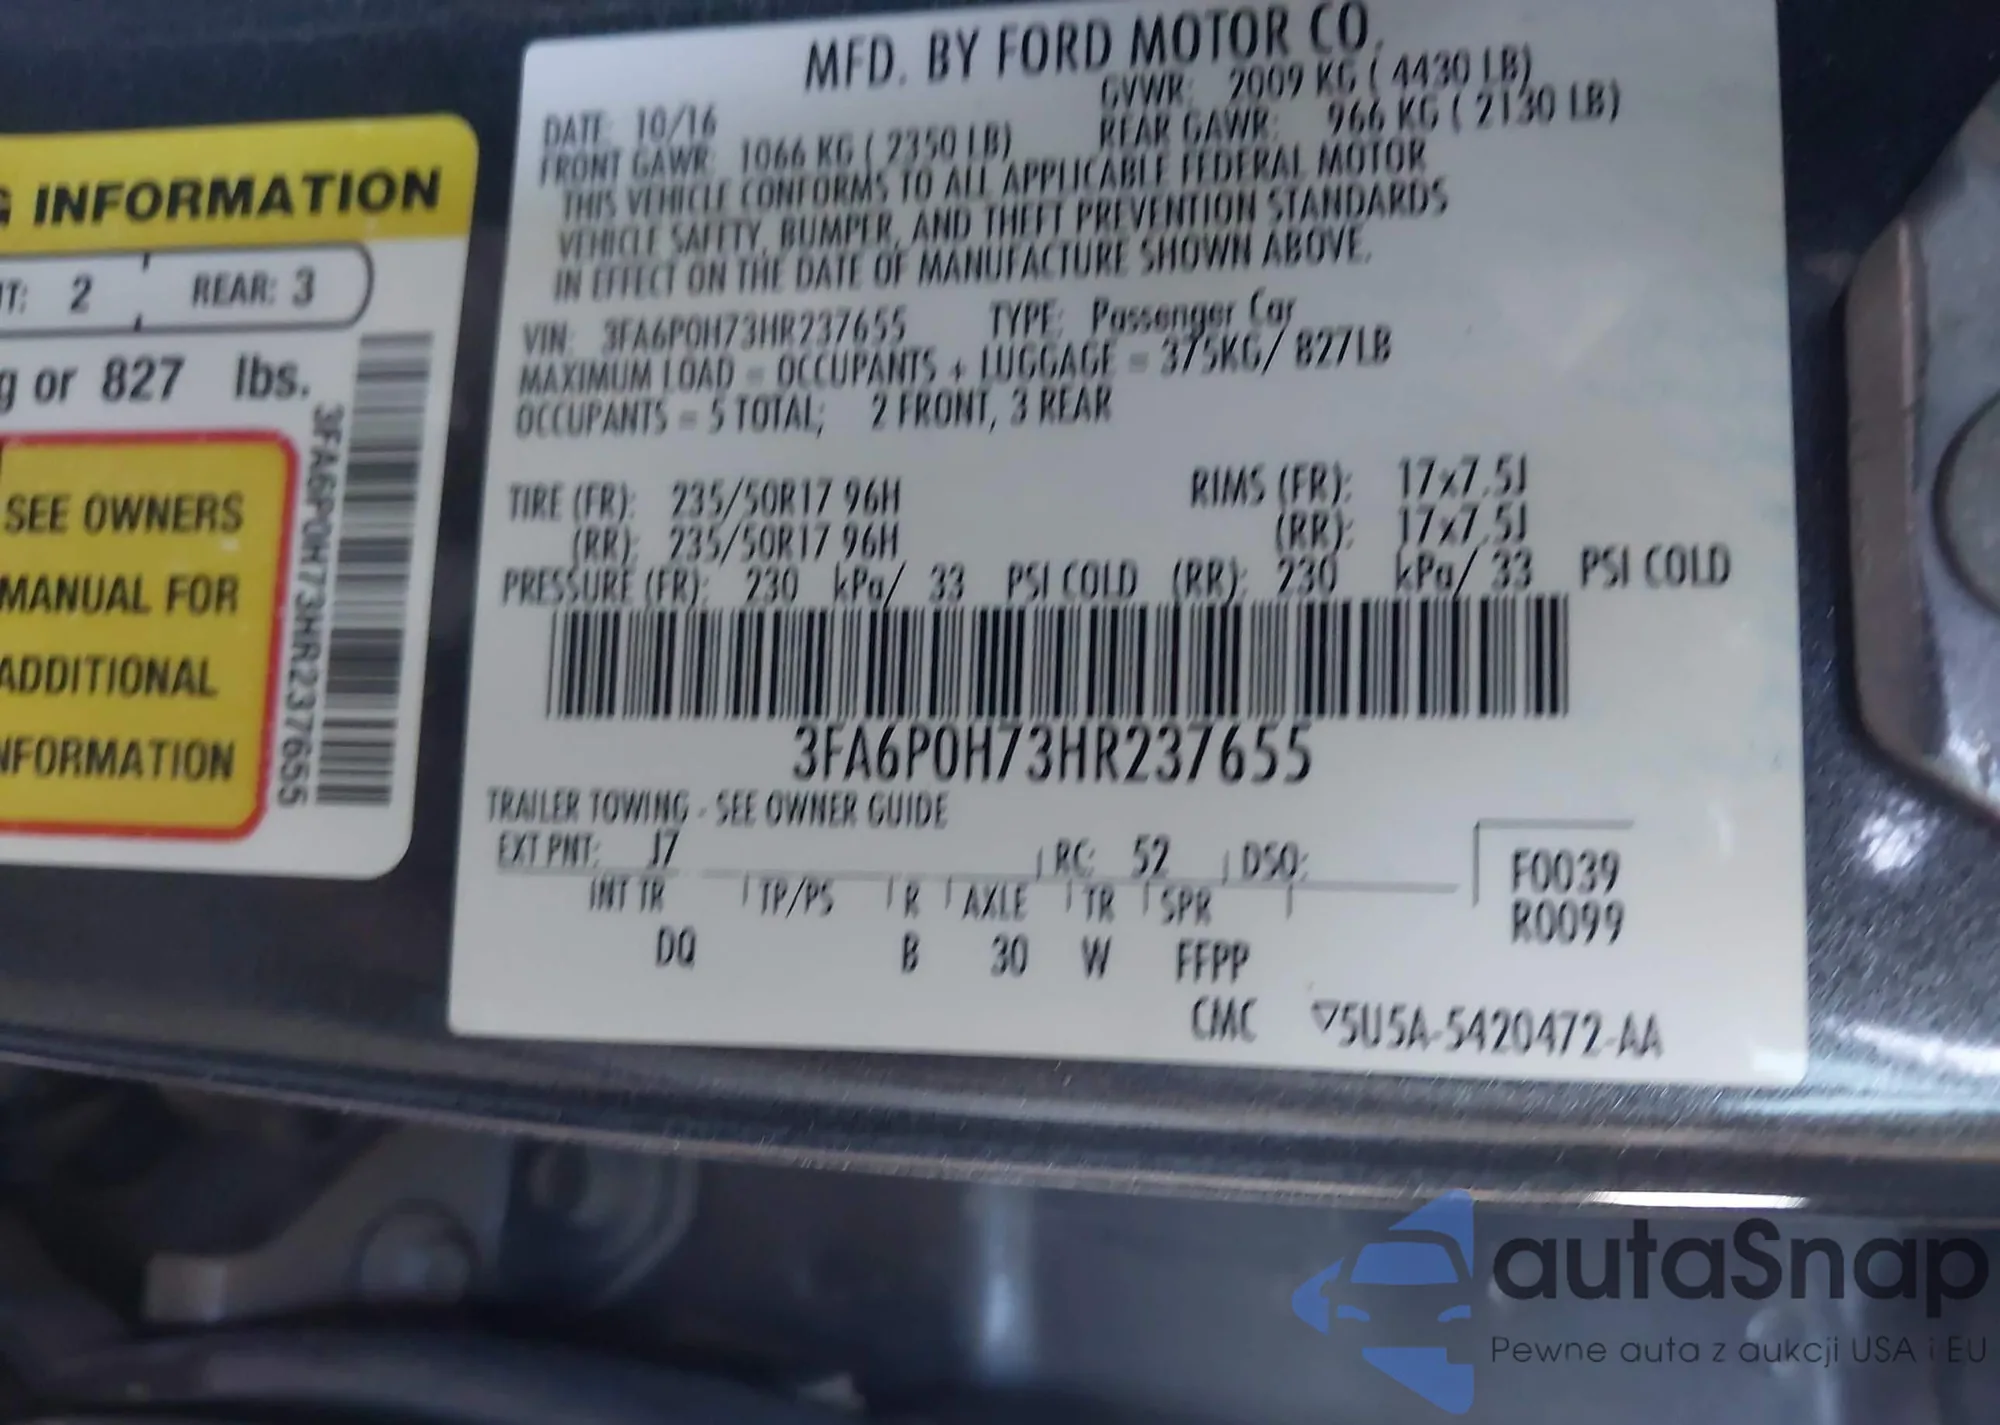 MFD. BY FORD MOTOR CO.
DATE: 10/16 GVWR: 2009 KG ( 4430 LB)
FRONT GAWR: 1066 KG ( 2350 LB) REAR GAWR: 966 KG ( 2130 LB)
THIS VEHICLE CONFORMS TO ALL APPLICABLE FEDERAL MOTOR
VEHICLE SAFETY, BUMPER, AND THEFT PREVENTION STANDARDS
IN EFFECT ON THE DATE OF MANUFACTURE SHOWN ABOVE.
VIN: 3FA6P0H73HR237655 TYPE: Passenger Car
MAXIMUM LOAD = OCCUPANTS + LUGGAGE = 375KG/ 827LB
OCCUPANTS = 5 TOTAL; 2 FRONT, 3 REAR
TIRE (FR): 235/50R17 96H RIMS (FR): 17x7.5J
(RR): 235/50R17 96H (RR): 17x7.5J
PRESSURE (FR): 230 kPa/ 33 PSI COLD (RR): 230 kPa/ 33 PSI COLD
3FA6P0H73HR237655
TRAILER TOWING - SEE OWNER GUIDE
EXT PNT: J7 RC: 52 DSO:
INT TR TP/PS R AXLE TR SPR
DQ B 30 W FFPP
F0039
R0099
CMC ▽5U5A-5420472-AA
G INFORMATION
T: 2 REAR: 3
g or 827 lbs.
SEE OWNERS
MANUAL FOR
ADDITIONAL
INFORMATION
3FA6P0H73HR237655
autaSnap
Pewne auta z aukcji USA i EU